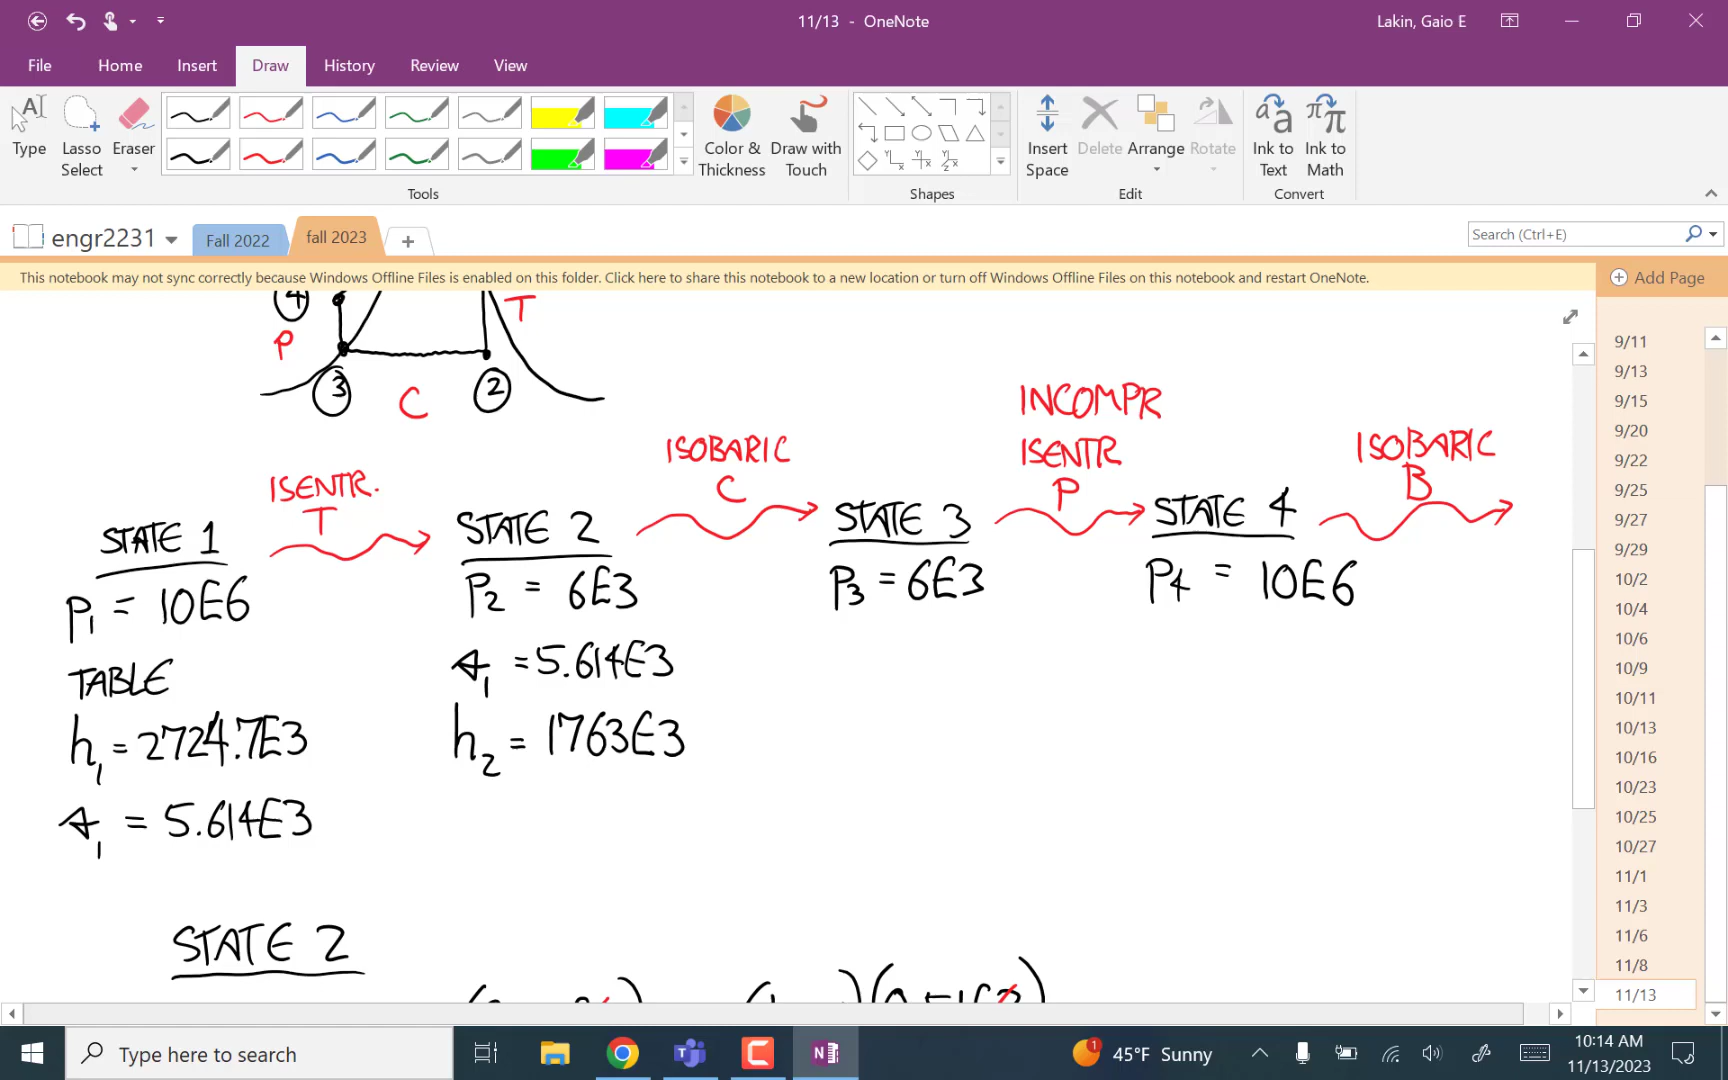 11/13 - OneNote
Lakin, Gaio E
File Home Insert Draw History Review View
Type
Lasso Select
Eraser
Color & Thickness
Draw with Touch
Insert Space
Delete
Arrange
Rotate
Ink to Text
Ink to Math
Tools
Shapes
Edit
Convert
engr2231
Fall 2022
fall 2023
Search (Ctrl+E)
This notebook may not sync correctly because Windows Offline Files is enabled on this folder. Click here to share this notebook to a new location or turn off Windows Offline Files on this notebook and restart OneNote.
Add Page
4
T
P
3
C
2
ISENTR.
T
ISOBARIC
C
INCOMPR
ISENTR
P
ISOBARIC
B
STATE 1
P1 = 10E6
TABLE
h1 = 2724.7E3
s1 = 5.614E3
STATE 2
P2 = 6E3
s1 = 5.614E3
h2 = 1763E3
STATE 3
P3 = 6E3
STATE 4
P4 = 10E6
STATE 2
9/11
9/13
9/15
9/20
9/22
9/25
9/27
9/29
10/2
10/4
10/6
10/9
10/11
10/13
10/16
10/23
10/25
10/27
11/1
11/3
11/6
11/8
11/13
Type here to search
45°F Sunny
10:14 AM
11/13/2023